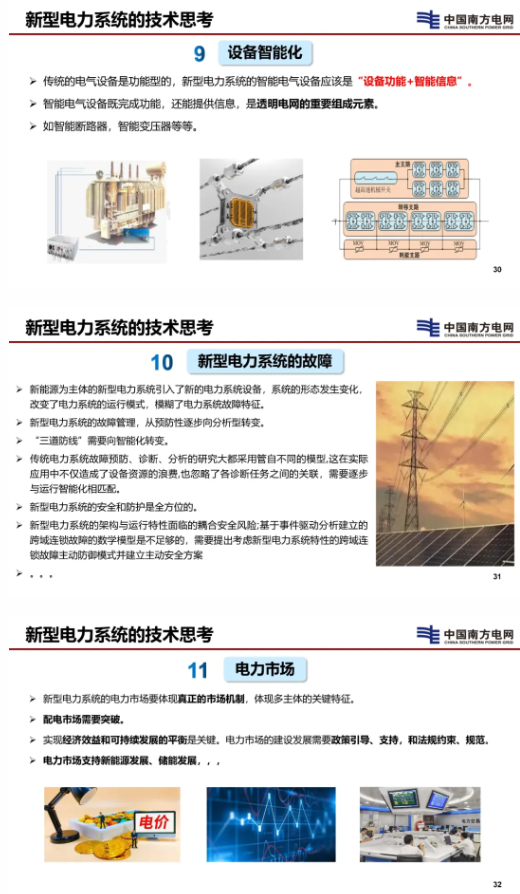 新型电力系统的技术思考
中国南方电网
CHINA SOUTHERN POWER GRID
9 设备智能化
➢ 传统的电气设备是功能型的，新型电力系统的智能电气设备应该是“设备功能+智能信息”。
➢ 智能电气设备既完成功能，还能提供信息，是透明电网的重要组成元素。
➢ 如智能断路器，智能变压器等等。
主支路
超高速机械开关
转移支路
MOV MOV MOV MOV
耗能支路
30
新型电力系统的技术思考
中国南方电网
CHINA SOUTHERN POWER GRID
10 新型电力系统的故障
➢ 新能源为主体的新型电力系统引入了新的电力系统设备，系统的形态发生变化，
改变了电力系统的运行模式，模糊了电力系统故障特征。
➢ 新型电力系统的故障管理，从预防性逐步向分析型转变。
➢ “三道防线”需要向智能化转变。
➢ 传统电力系统故障预防、诊断、分析的研究大都采用管自不同的模型,这在实际
应用中不仅造成了设备资源的浪费,也忽略了各诊断任务之间的关联，需要逐步
与运行智能化相匹配。
➢ 新型电力系统的安全和防护是全方位的。
➢ 新型电力系统的架构与运行特性面临的耦合安全风险;基于事件驱动分析建立的
跨域连锁故障的数学模型是不足够的，需要提出考虑新型电力系统特性的跨域连
锁故障主动防御模式并建立主动安全方案
➢ 。。。
31
新型电力系统的技术思考
中国南方电网
CHINA SOUTHERN POWER GRID
11 电力市场
➢ 新型电力系统的电力市场要体现真正的市场机制，体现多主体的关键特征。
➢ 配电市场需要突破。
➢ 实现经济效益和可持续发展的平衡是关键。电力市场的建设发展需要政策引导、支持，和法规约束、规范。
➢ 电力市场支持新能源发展、储能发展，，，
电价
32